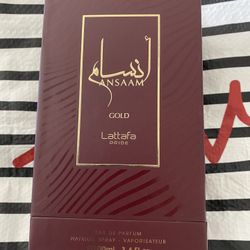 أنسام
ANSAAM
GOLD
Lattafa
PRIDE
EAU DE PARFUM
NATURAL SPRAY - VAPORISATEUR